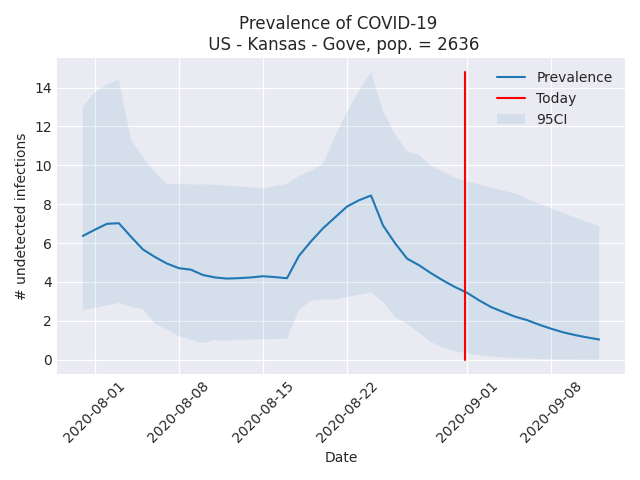 Prevalence of COVID-19
US - Kansas - Gove, pop. = 2636
Prevalence
Today
95CI
# undetected infections
14
12
10
8
6
4
2
0
2020-08-01
2020-08-08
2020-08-15
2020-08-22
2020-09-01
2020-09-08
Date